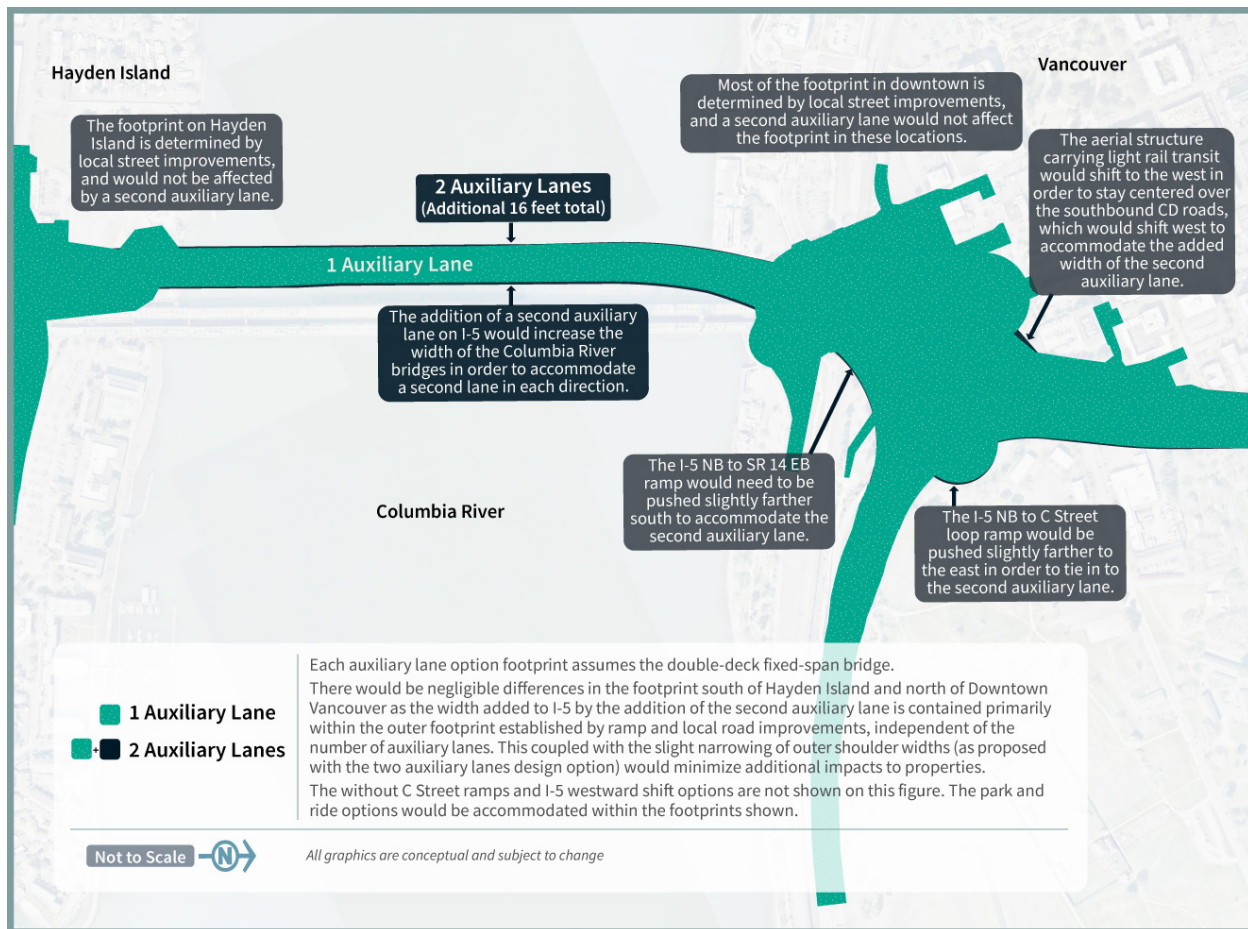 Hayden Island
Vancouver
The footprint on Hayden
Island is determined by
local street improvements,
and would not be affected
by a second auxiliary lane.
Most of the footprint in downtown is
determined by local street improvements,
and a second auxiliary lane would not affect
the footprint in these locations.
The aerial structure
carrying light rail transit
would shift to the west in
order to stay centered over
the southbound CD roads,
which would shift west to
accommodate the added
width of the second
auxiliary lane.
2 Auxiliary Lanes
(Additional 16 feet total)
1 Auxiliary Lane
The addition of a second auxiliary
lane on I-5 would increase the
width of the Columbia River
bridges in order to accommodate
a second lane in each direction.
The I-5 NB to SR 14 EB
ramp would need to be
pushed slightly farther
south to accommodate the
second auxiliary lane.
Columbia River
The I-5 NB to C Street
loop ramp would be
pushed slightly farther to
the east in order to tie in to
the second auxiliary lane.
1 Auxiliary Lane
+ 2 Auxiliary Lanes
Each auxiliary lane option footprint assumes the double-deck fixed-span bridge.
There would be negligible differences in the footprint south of Hayden Island and north of Downtown
Vancouver as the width added to I-5 by the addition of the second auxiliary lane is contained primarily
within the outer footprint established by ramp and local road improvements, independent of the
number of auxiliary lanes. This coupled with the slight narrowing of outer shoulder widths (as proposed
with the two auxiliary lanes design option) would minimize additional impacts to properties.
The without C Street ramps and I-5 westward shift options are not shown on this figure. The park and
ride options would be accommodated within the footprints shown.
Not to Scale
N
All graphics are conceptual and subject to change